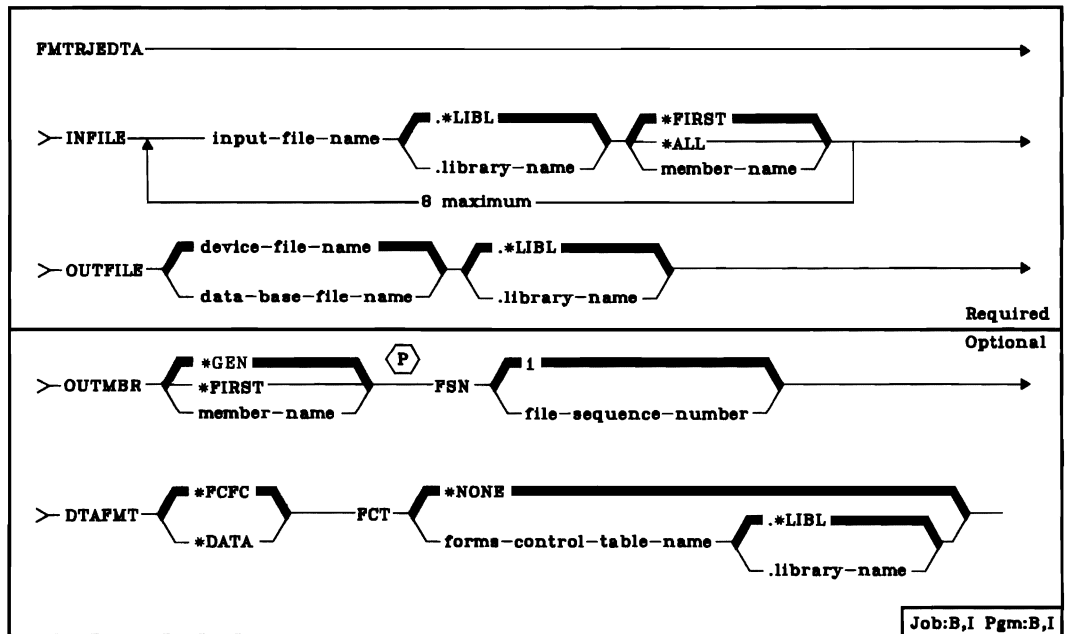 FMTRJEDTA
.*LIBL *FIRST
INFILE input-file-name *ALL
.library-name member-name
8 maximum
device-file-name .*LIBL
OUTFILE
data-base-file-name .library-name
Required
Optional
*GEN P 1
OUTMBR *FIRST FSN
member-name file-sequence-number
*FCFC *NONE
DTAFMT FCT .*LIBL
*DATA forms-control-table-name
.library-name
Job:B,I Pgm:B,I